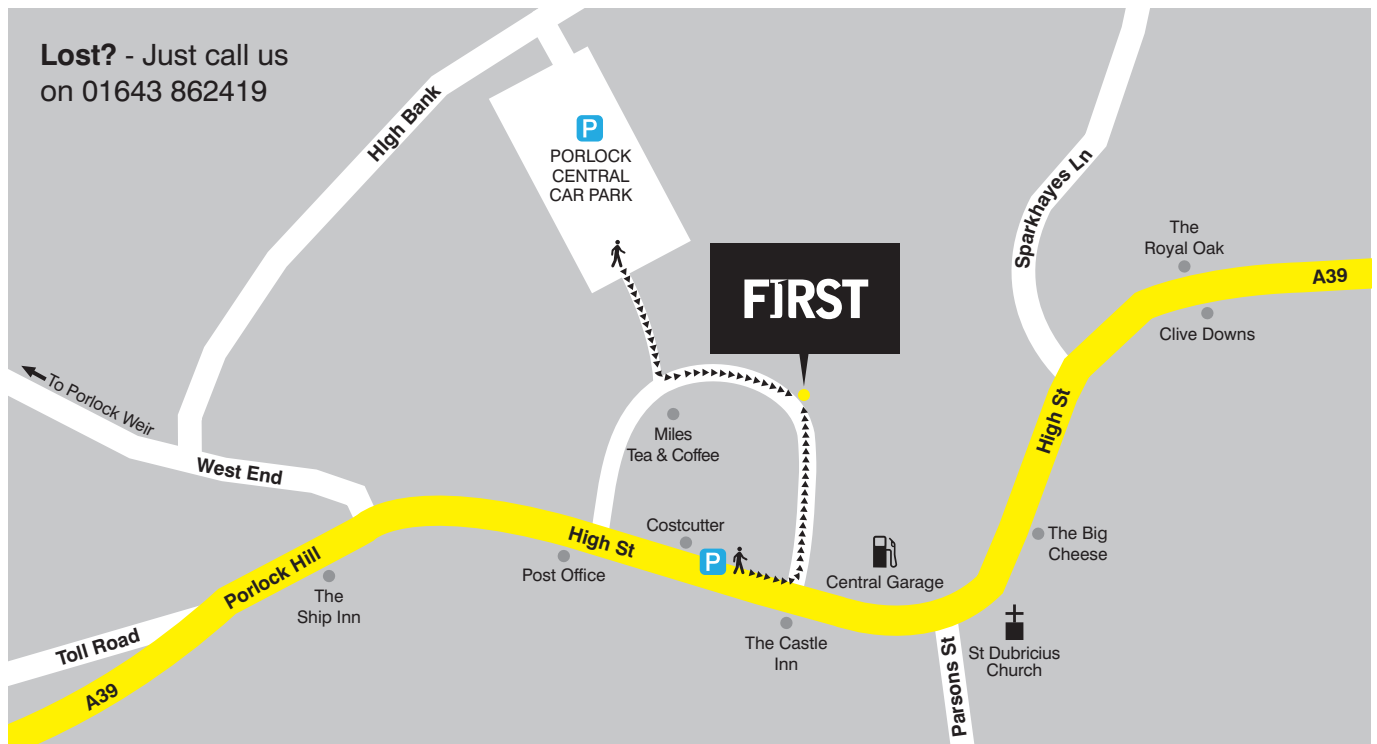 Lost? - Just call us
on 01643 862419
HIgh Bank
P
PORLOCK
CENTRAL
CAR PARK
Sparkhayes Ln
The
Royal Oak
A39
Clive Downs
FIRST
To Porlock Weir
West End
Miles
Tea & Coffee
High St
Costcutter
High St
P
Post Office
Central Garage
The Big
Cheese
Porlock Hill
The
Ship Inn
The Castle
Inn
St Dubricius
Church
Toll Road
A39
Parsons St